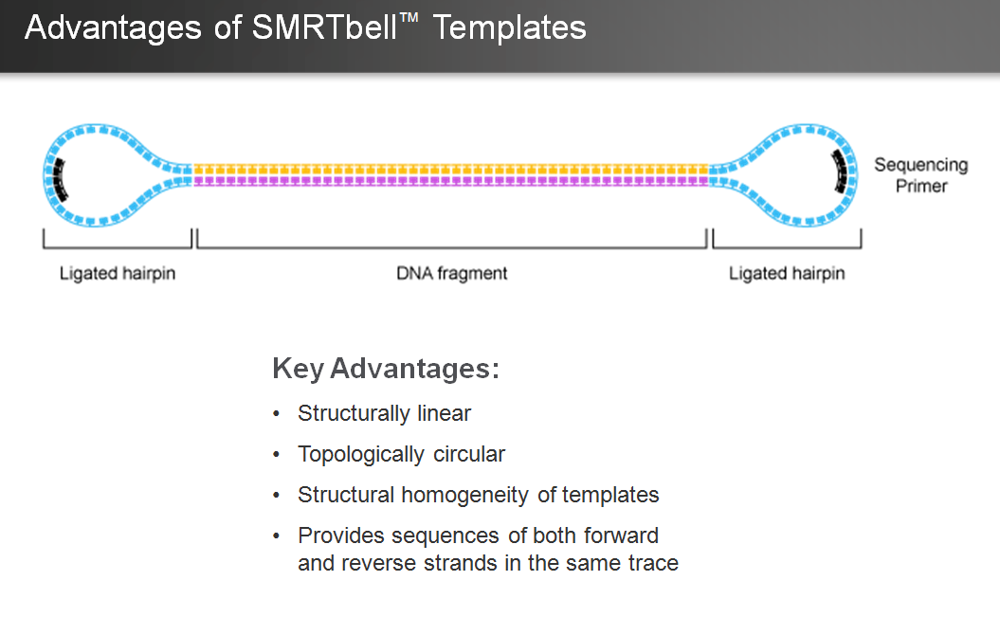 Advantages of SMRTbell™ Templates
Sequencing
Primer
Ligated hairpin
DNA fragment
Ligated hairpin
Key Advantages:
• Structurally linear
• Topologically circular
• Structural homogeneity of templates
• Provides sequences of both forward
and reverse strands in the same trace